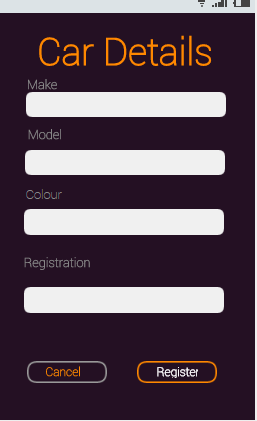 Car Details
Make
Model
Colour
Registration
Cancel
Register